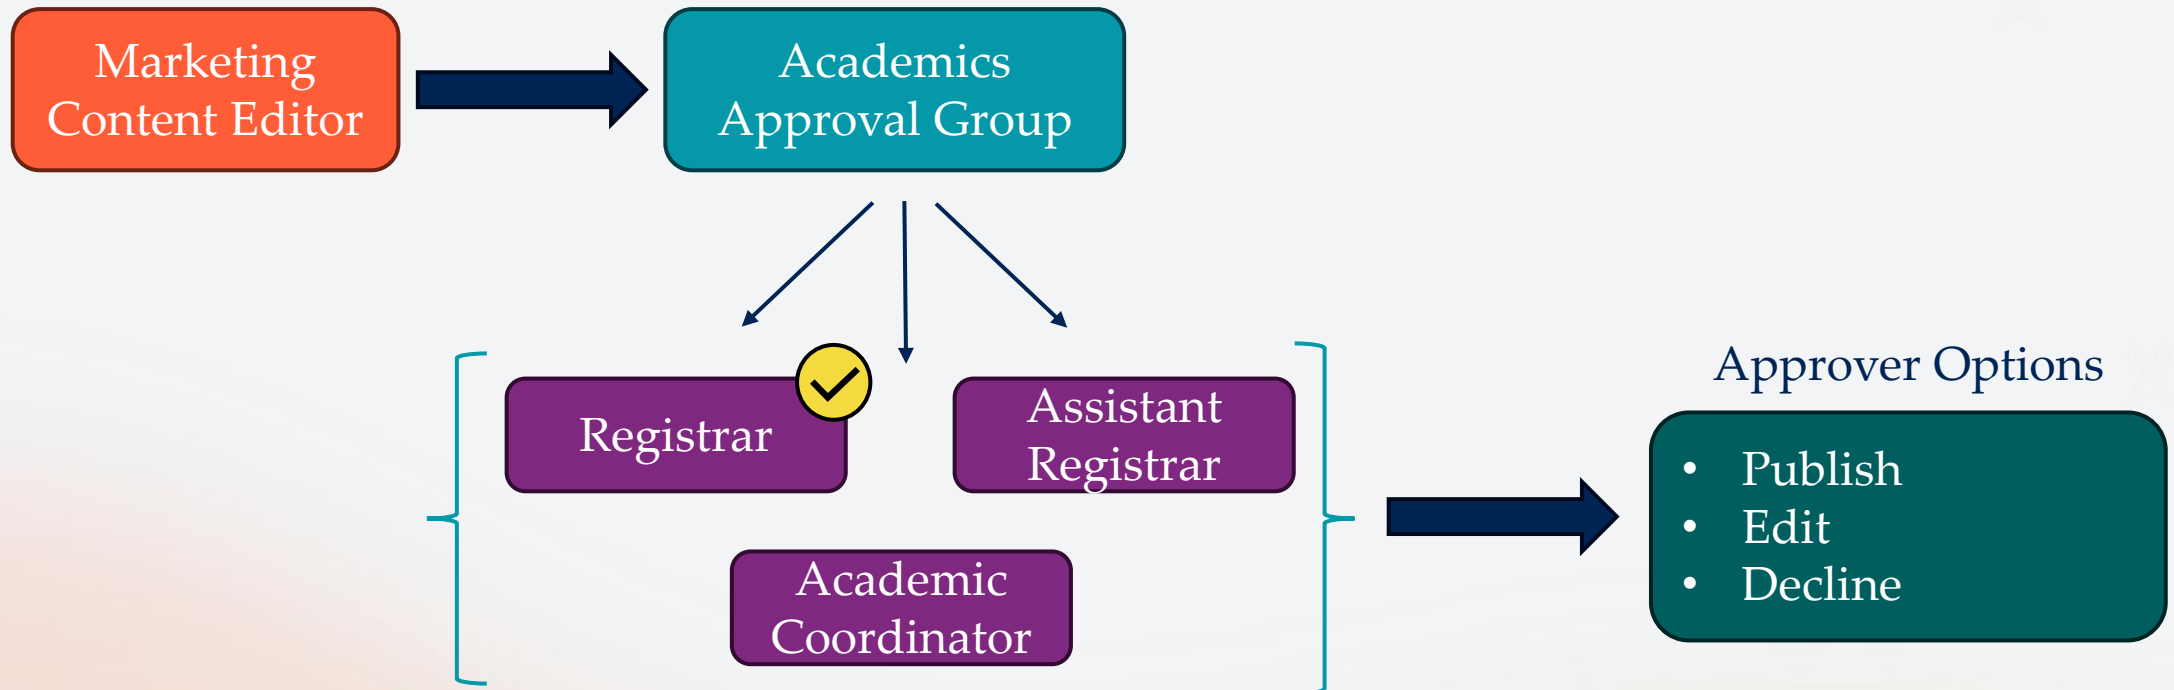 Marketing
Content Editor
Academics
Approval Group
Registrar
Assistant
Registrar
Academic
Coordinator
Approver Options
• Publish
• Edit
• Decline